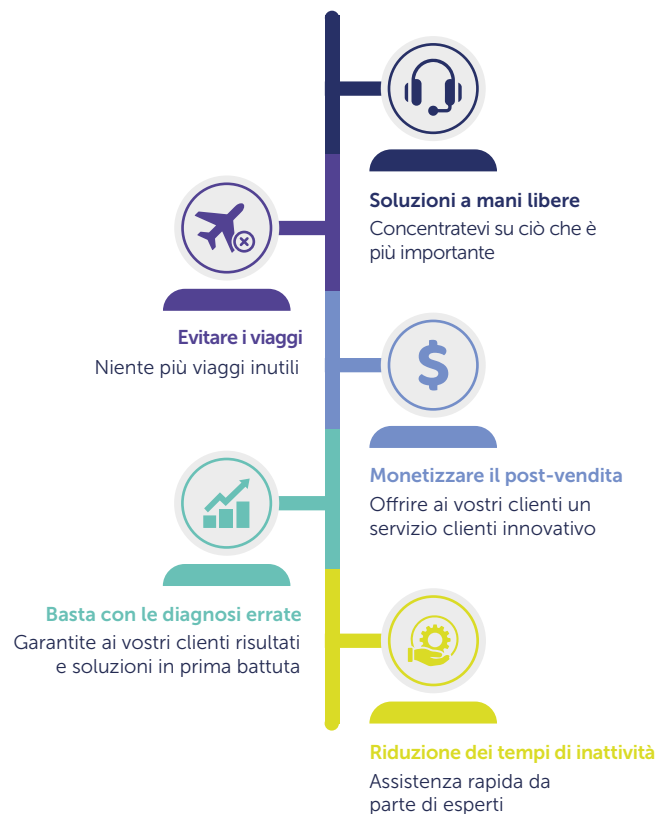 Soluzioni a mani libere
Concentratevi su ciò che è
più importante
Evitare i viaggi
Niente più viaggi inutili
$
Monetizzare il post-vendita
Offrire ai vostri clienti un
servizio clienti innovativo
Basta con le diagnosi errate
Garantite ai vostri clienti risultati
e soluzioni in prima battuta
Riduzione dei tempi di inattività
Assistenza rapida da
parte di esperti